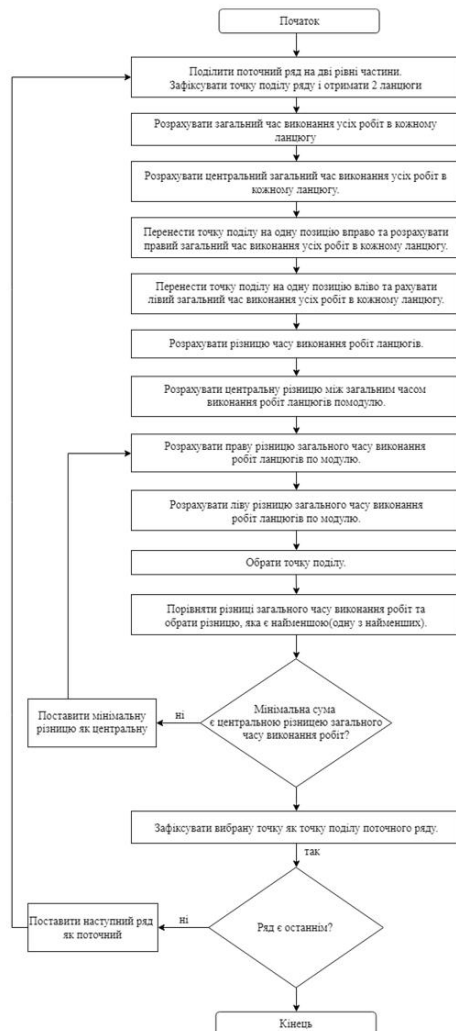 Початок
Поділити поточний ряд на дві рівні частини.
Зафіксувати точку поділу ряду і отримати 2 ланцюги
Розрахувати загальний час виконання усіх робіт в кожному
ланцюгу
Розрахувати центральний загальний час виконання усіх робіт в
кожному ланцюгу.
Перенести точку поділу на одну позицію вправо та розрахувати
правий загальний час виконання усіх робіт в кожному ланцюгу.
Перенести точку поділу на одну позицію вліво та рахувати
лівий загальний час виконання усіх робіт в кожному ланцюгу.
Розрахувати різницю часу виконання робіт ланцюгів.
Розрахувати центральну різницю між загальним часом
виконання робіт ланцюгів помодулю.
Розрахувати праву різницю загального часу виконання
робіт ланцюгів по модулю.
Розрахувати ліву різницю загального часу виконання
робіт ланцюгів по модулю.
Обрати точку поділу.
Порівняти різниці загального часу виконання робіт та
обрати різницю, яка є найменшою(одну з найменших).
Мінімальна сума
є центральною різницею загального
часу виконання робіт?
ні
Поставити мінімальну
різницю як центральну
Зафіксувати вибрану точку як точку поділу поточного ряду.
так
Ряд є останнім?
ні
Поставити наступний ряд
як поточний
Кінець